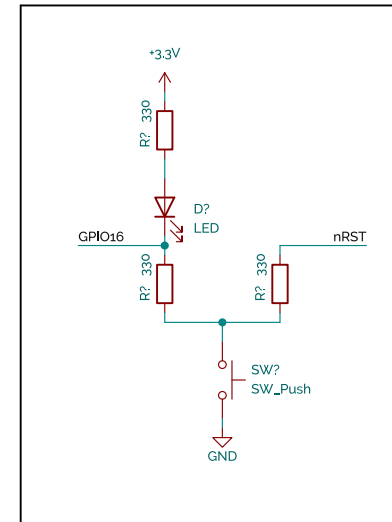 +3.3V
R? 330
D?
LED
GPIO16
nRST
R? 330
R? 330
SW?
SW_Push
GND